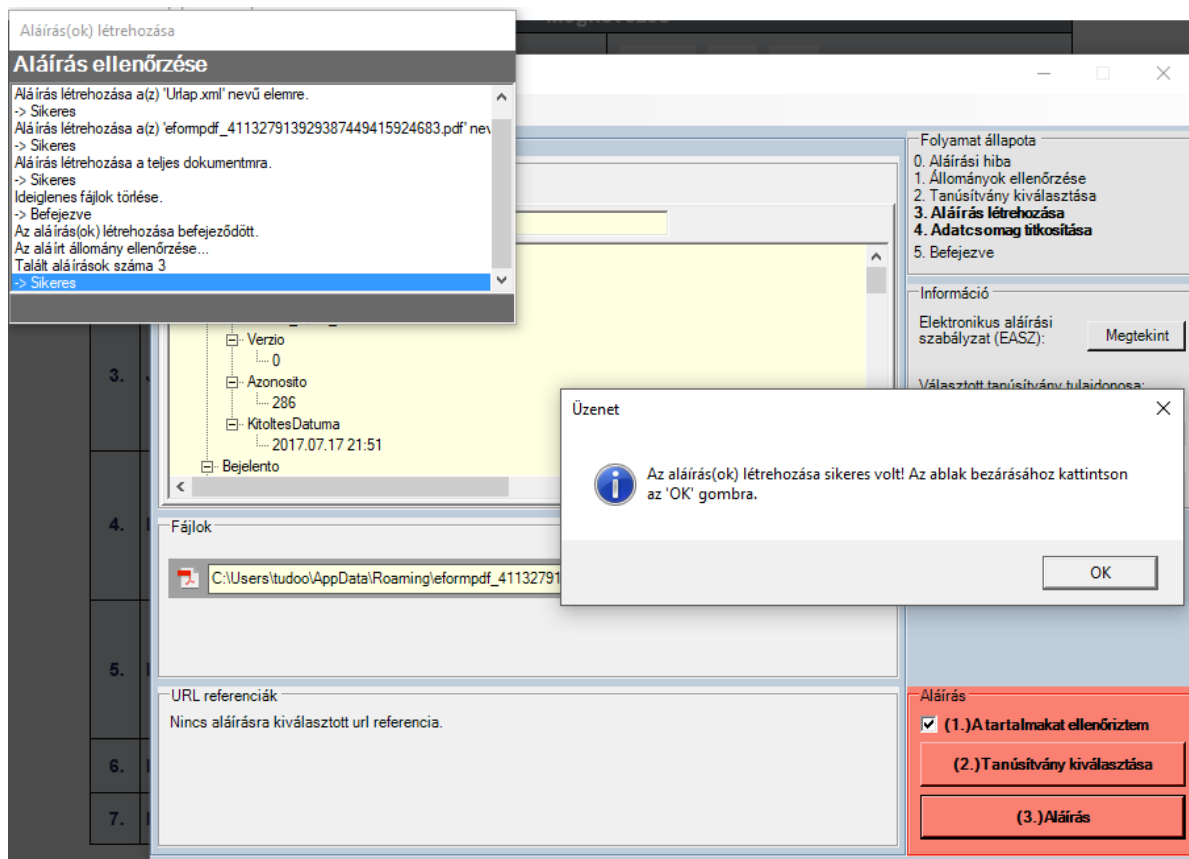 Aláírás(ok) létrehozása
Aláírás ellenőrzése
Aláírás létrehozása a(z) 'Urlap.xml' nevű elemre.
-> Sikeres
Aláírás létrehozása a(z) 'eformpdf_411327913929387449415924683.pdf' nev
-> Sikeres
Aláírás létrehozása a teljes dokumentmra.
-> Sikeres
Ideiglenes fájlok törlése.
-> Befejezve
Az aláírás(ok) létrehozása befejeződött.
Az aláírt állomány ellenőrzése...
Talált aláírások száma 3
-> Sikeres
Folyamat állapota
0. Aláírási hiba
1. Állományok ellenőrzése
2. Tanúsítvány kiválasztása
3. Aláírás létrehozása
4. Adatcsomag titkosítása
5. Befejezve
Információ
Elektronikus aláírási
szabályzat (EASZ):
Megtekint
Választott tanúsítvány tulajdonosa:
Verzio
0
Azonosito
286
KitoltesDatuma
2017.07.17 21:51
Bejelento
3.
4.
5.
6.
7.
Üzenet
Az aláírás(ok) létrehozása sikeres volt! Az ablak bezárásához kattintson
az 'OK' gombra.
OK
Fájlok
C:\Users\tudoo\AppData\Roaming\eformpdf_41132791
URL referenciák
Nincs aláírásra kiválasztott url referencia.
Aláírás
(1.)A tartalmakat ellenőriztem
(2.)Tanúsítvány kiválasztása
(3.)Aláírás